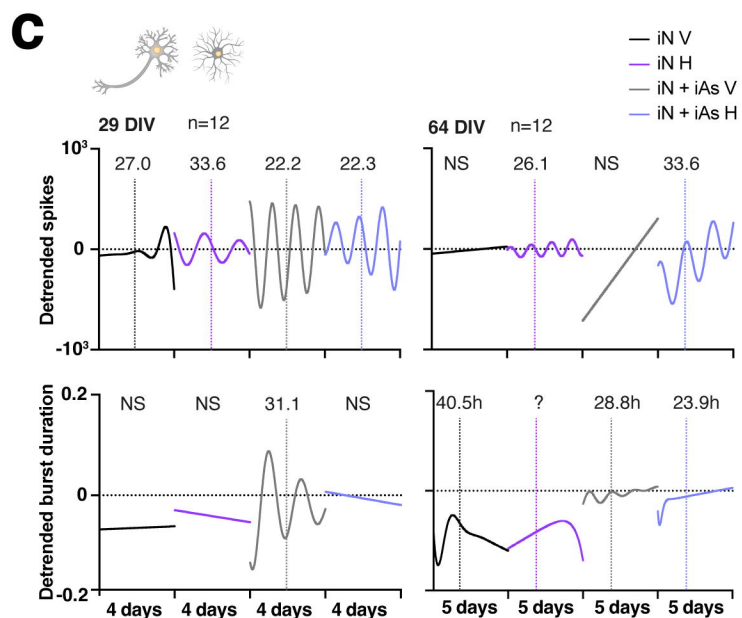 C
iN V
iN H
iN + iAs V
iN + iAs H
29 DIV n=12
64 DIV n=12
10³
27.0 33.6 22.2 22.3
NS 26.1 NS 33.6
Detrended spikes
0
-10³
0.2
NS NS 31.1 NS
40.5h ? 28.8h 23.9h
Detrended burst duration
0
-0.2
4 days 4 days 4 days 4 days
5 days 5 days 5 days 5 days